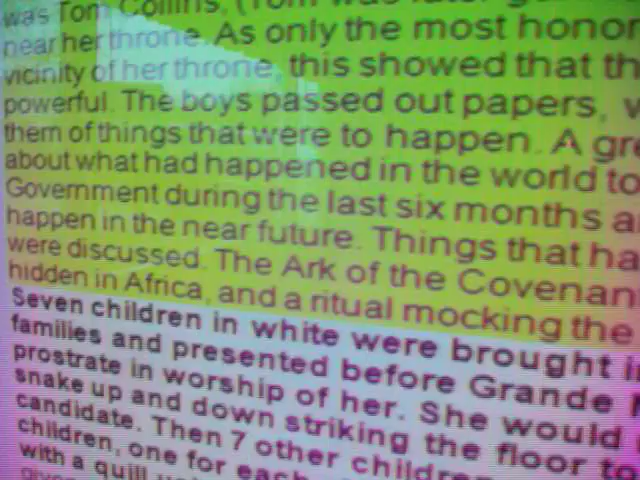 was Tom Collins. (Tom was later
near her throne. As only the most honor
vicinity of her throne, this showed that th
powerful. The boys passed out papers,
them of things that were to happen. A gre
about what had happened in the world to
Government during the last six months a
happen in the near future. Things that ha
were discussed. The Ark of the Covenan
hidden in Africa, and a ritual mocking the
Seven children in white were brought i
families and presented before Grande
prostrate in worship of her. She would
snake up and down striking the floor to
candidate. Then 7 other children
children, one for each
with a quill